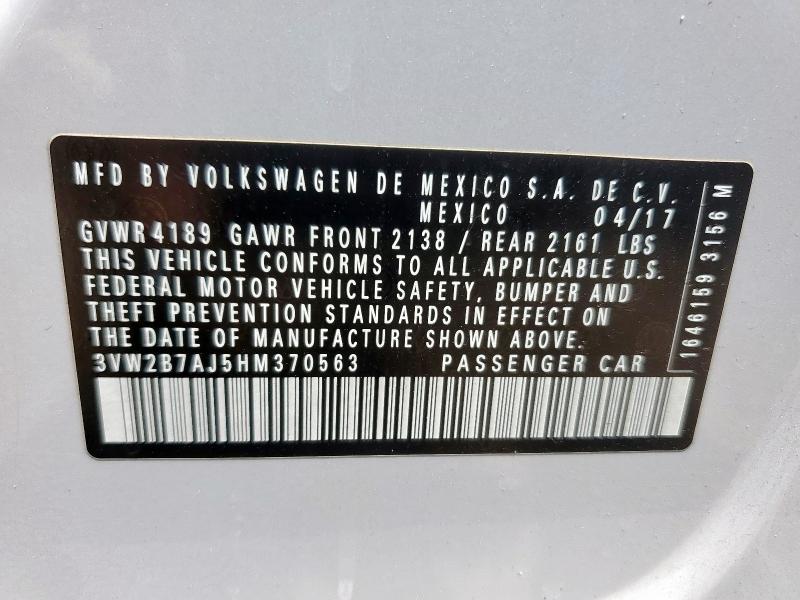 MFD BY VOLKSWAGEN DE MEXICO S.A. DE C.V.
MEXICO 04/17
GVWR 4189 GAWR FRONT 2138 / REAR 2161 LBS
THIS VEHICLE CONFORMS TO ALL APPLICABLE U.S.
FEDERAL MOTOR VEHICLE SAFETY, BUMPER AND
THEFT PREVENTION STANDARDS IN EFFECT ON
THE DATE OF MANUFACTURE SHOWN ABOVE.
3VW2B7AJ5HM370563 PASSENGER CAR
1646159 3156 M